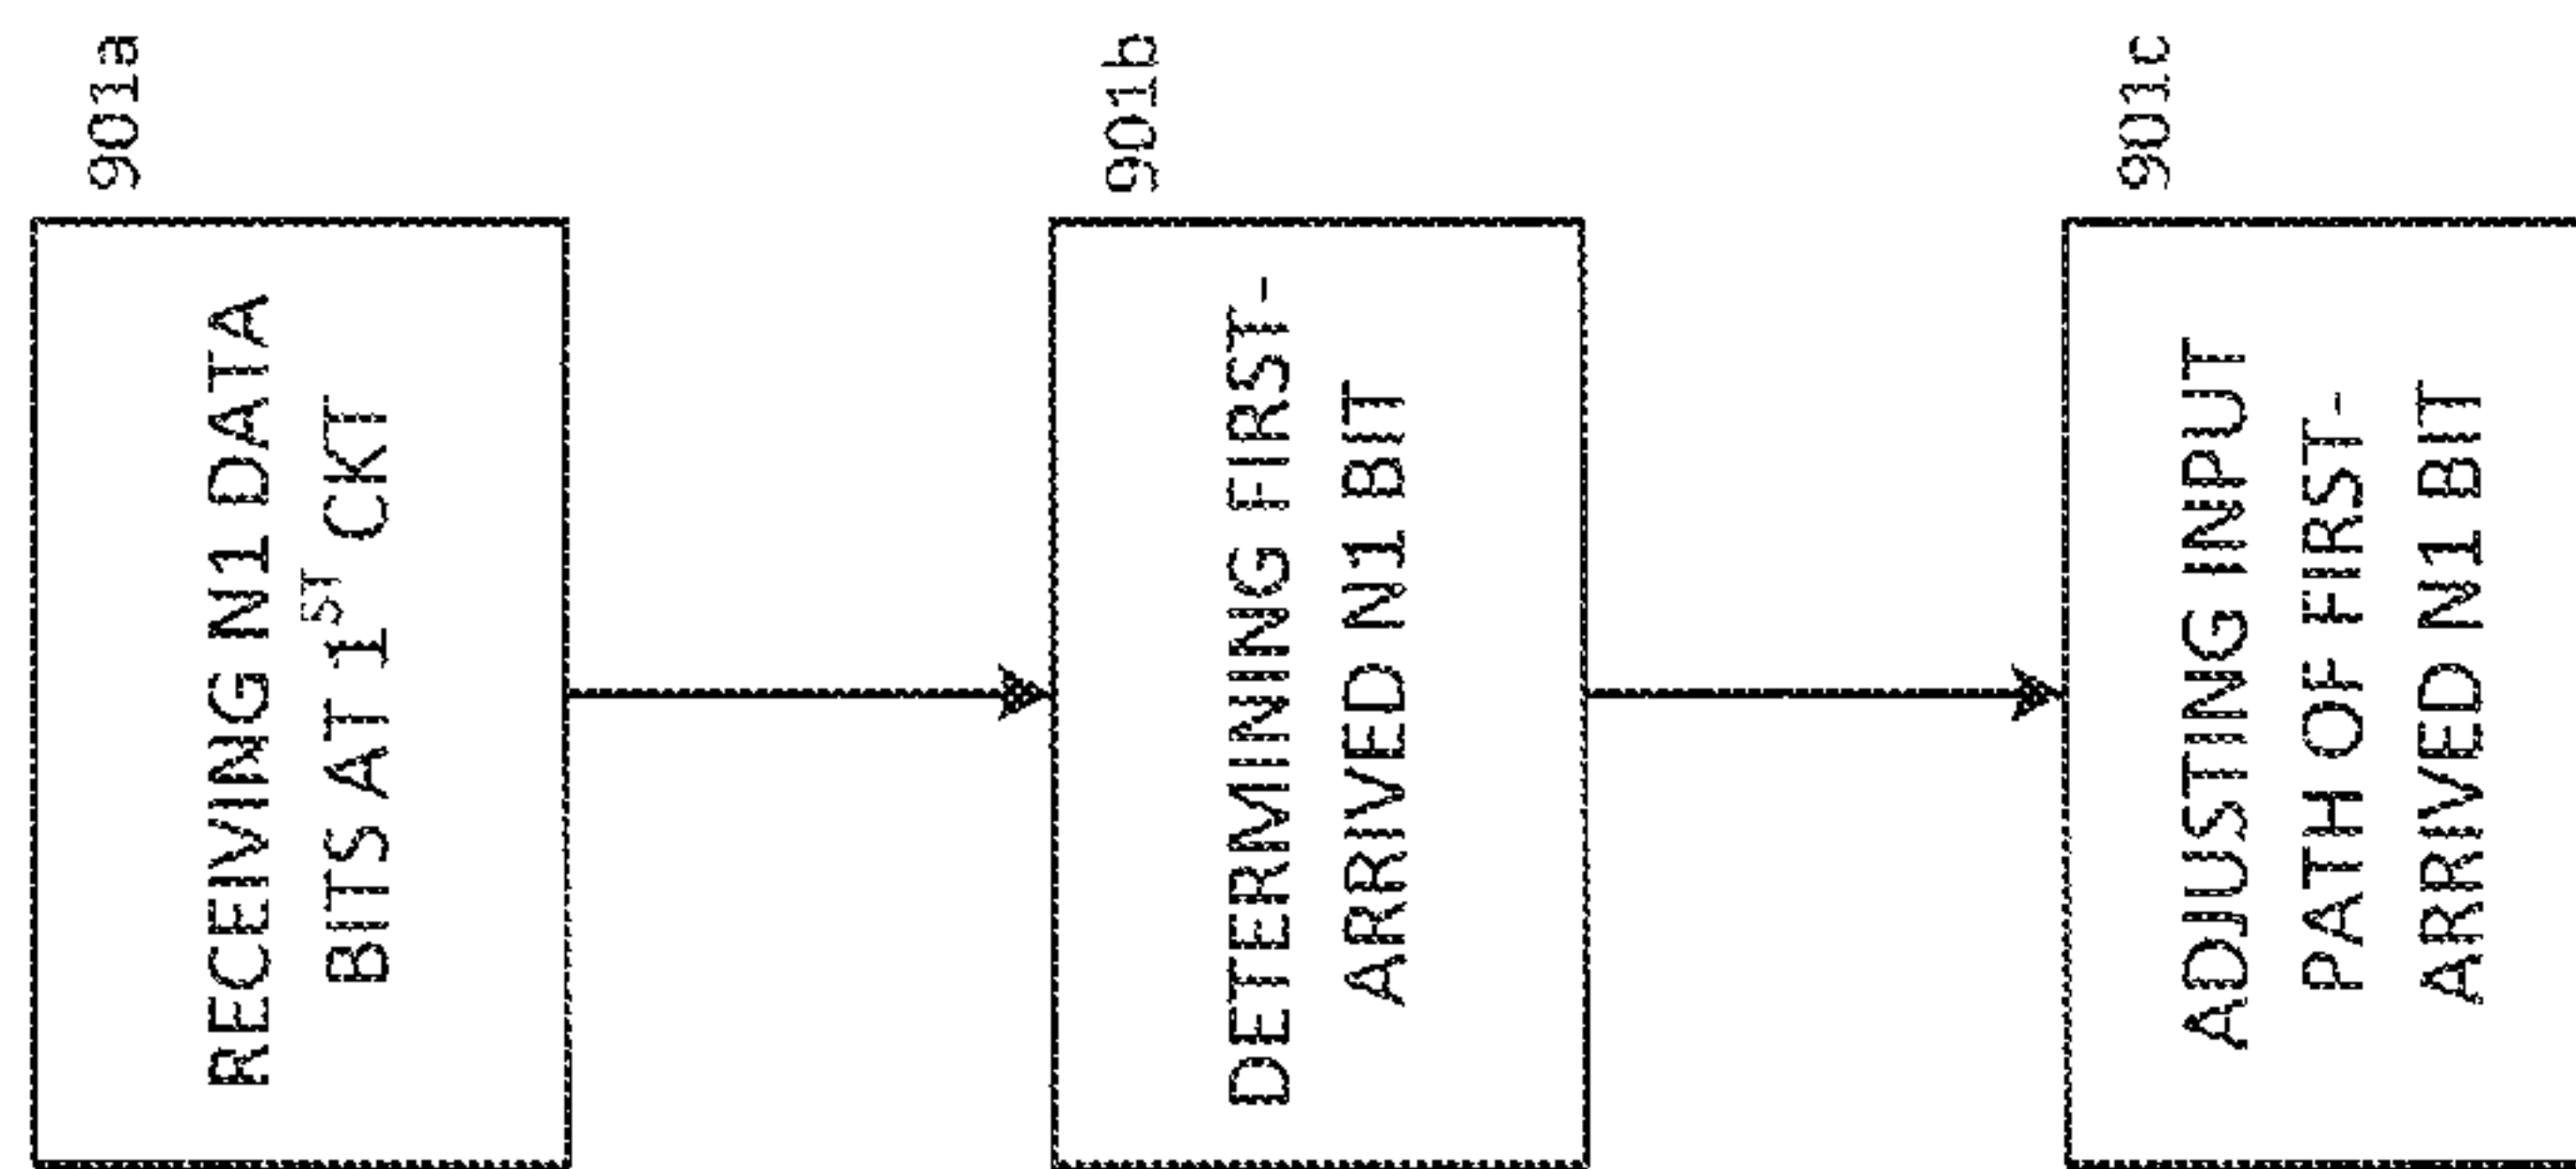 901a
RECEIVING N1 DATA
BITS AT 1ST CKT
901b
DETERMINING FIRST-
ARRIVED N1 BIT
901c
ADJUSTING INPUT
PATH OF FIRST-
ARRIVED N1 BIT